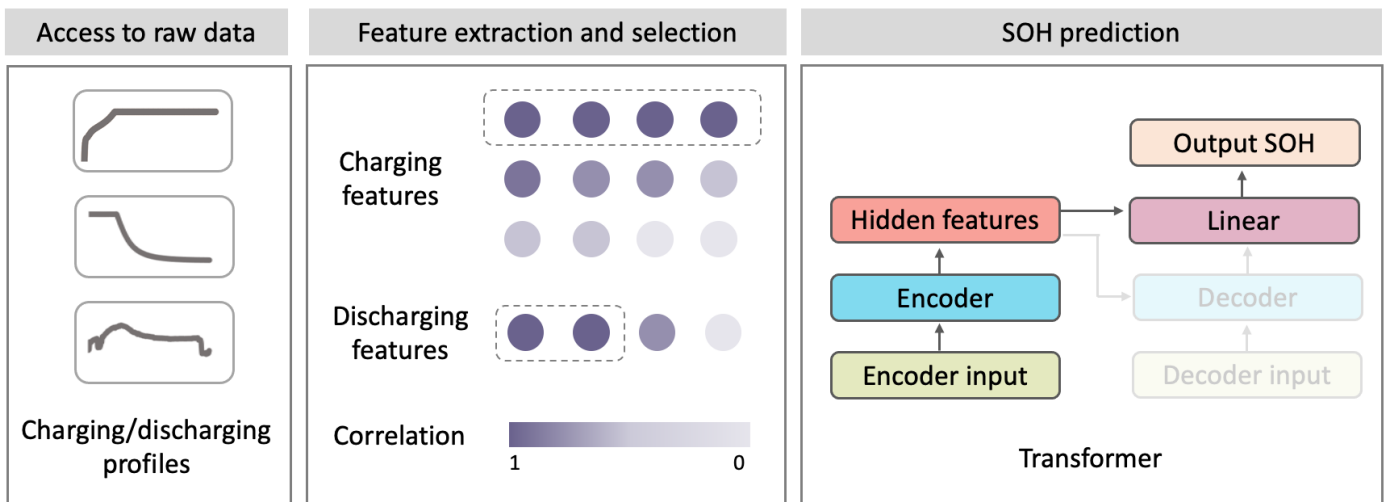 Access to raw data
Charging/discharging
profiles
Feature extraction and selection
Charging
features
Discharging
features
Correlation
1
0
SOH prediction
Output SOH
Hidden features
Linear
Encoder
Decoder
Encoder input
Decoder input
Transformer